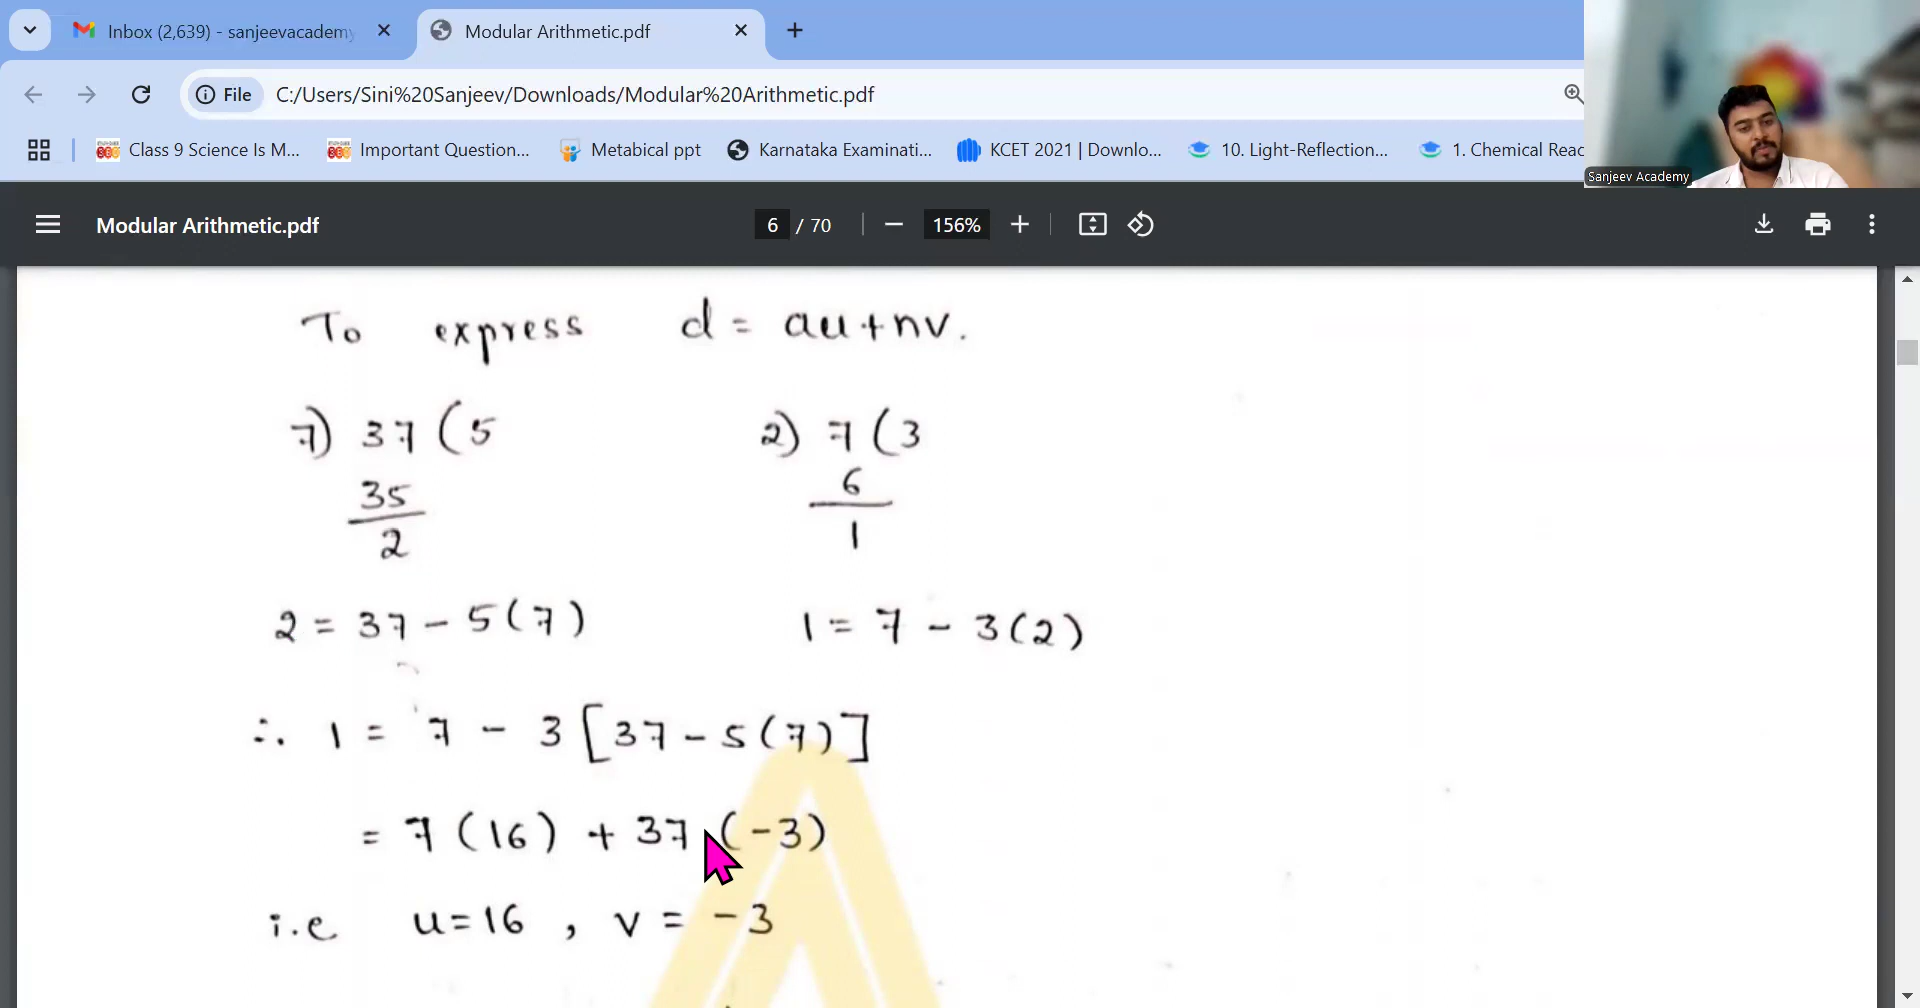 Inbox (2,639) - sanjeevacademy
Modular Arithmetic.pdf
File
C:/Users/Sini%20Sanjeev/Downloads/Modular%20Arithmetic.pdf
Class 9 Science Is M...
Important Question...
Metabical ppt
Karnataka Examinati...
KCET 2021 | Downlo...
10. Light-Reflection...
1. Chemical Reac
Sanjeev Academy
Modular Arithmetic.pdf
6 / 70
156%
To express d = au+nv.
7) 37 (5
35
2
2) 7 (3
6
1
2 = 37 - 5(7)
1 = 7 - 3(2)
∴ 1 = 7 - 3[37 - 5(7)]
= 7(16) + 37(-3)
i.e u=16, v = -3